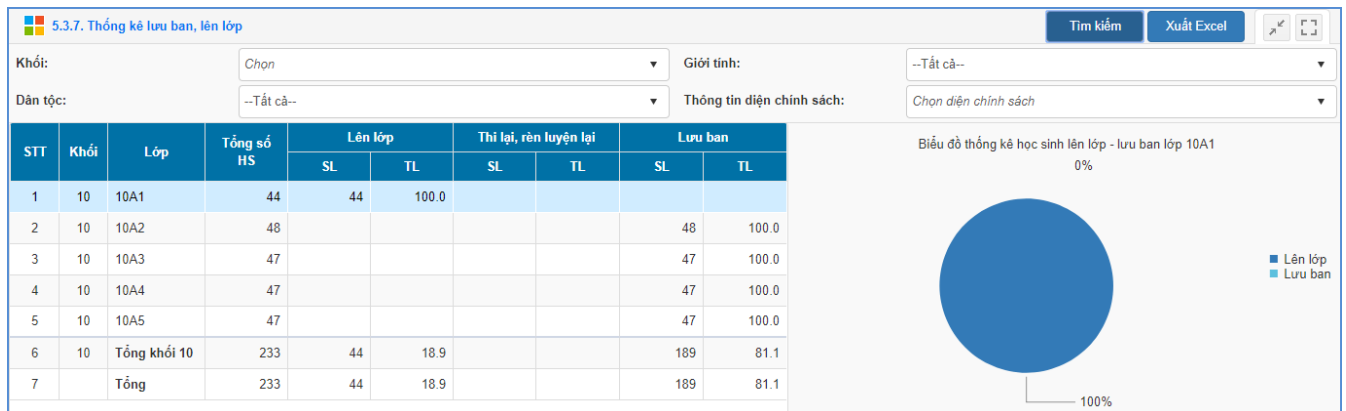 5.3.7. Thống kê lưu ban, lên lớp
Tìm kiếm
Xuất Excel
Khối: Chọn Giới tính: --Tất cả--
Dân tộc: --Tất cả-- Thông tin diện chính sách: Chọn diện chính sách
STT Khối Lớp Tổng số HS Lên lớp Thi lại, rèn luyện lại Lưu ban
SL TL SL TL SL TL
1 10 10A1 44 44 100.0
2 10 10A2 48 48 100.0
3 10 10A3 47 47 100.0
4 10 10A4 47 47 100.0
5 10 10A5 47 47 100.0
6 10 Tổng khối 10 233 44 18.9 189 81.1
7 Tổng 233 44 18.9 189 81.1
Biểu đồ thống kê học sinh lên lớp - lưu ban lớp 10A1
0%
Lên lớp
Lưu ban
100%